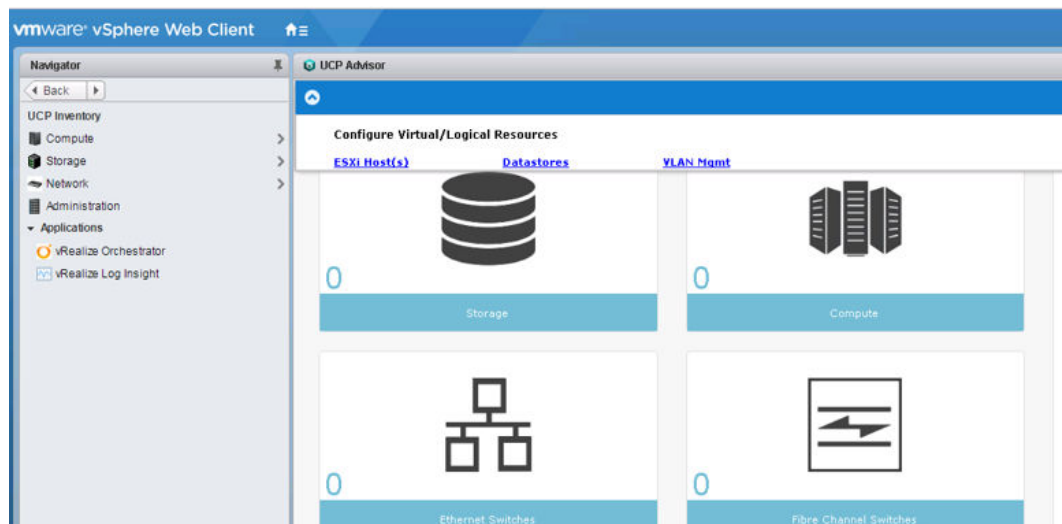 vmware® vSphere Web Client
Navigator
UCP Advisor
Back
UCP Inventory
Compute
Storage
Network
Administration
Applications
vRealize Orchestrator
vRealize Log Insight
Configure Virtual/Logical Resources
ESXi Host(s) Datastores VLAN Mgmt
0 0
Storage Compute
0 0
Ethernet Switches Fibre Channel Switches